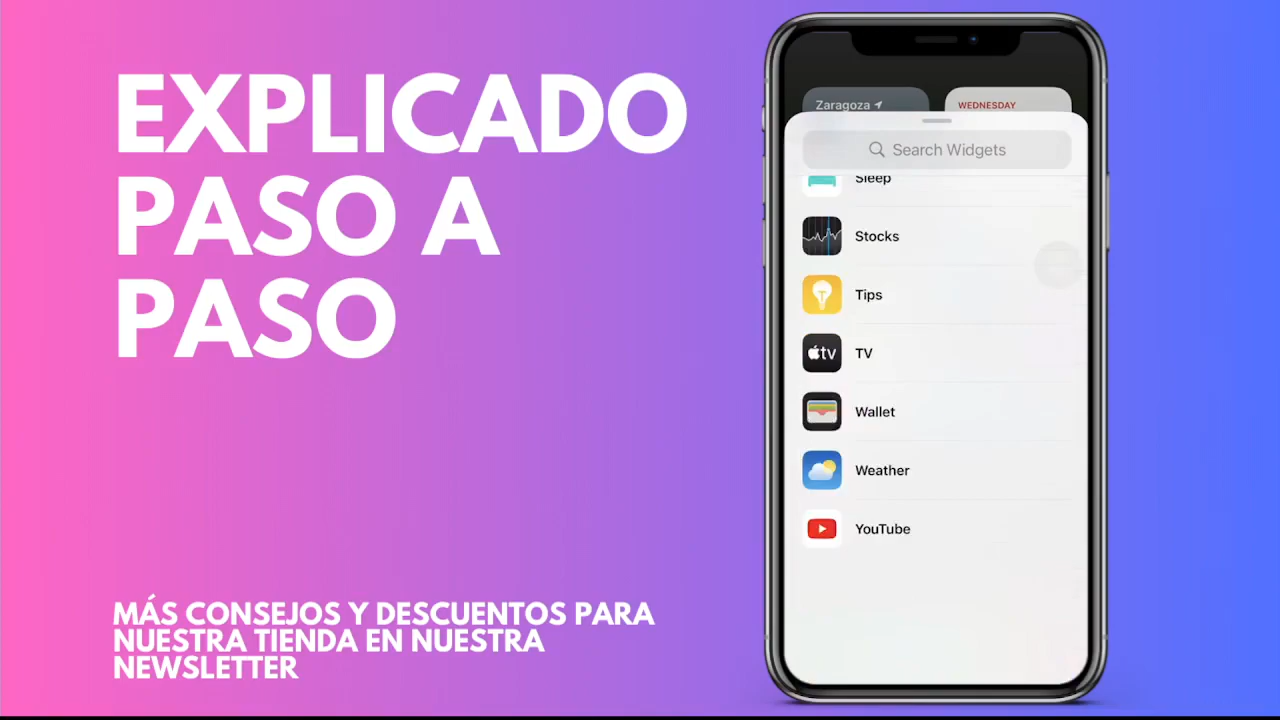 EXPLICADO
PASO A
PASO
MÁS CONSEJOS Y DESCUENTOS PARA
NUESTRA TIENDA EN NUESTRA
NEWSLETTER
Zaragoza
WEDNESDAY
Search Widgets
Sleep
Stocks
Tips
tv
TV
Wallet
Weather
YouTube